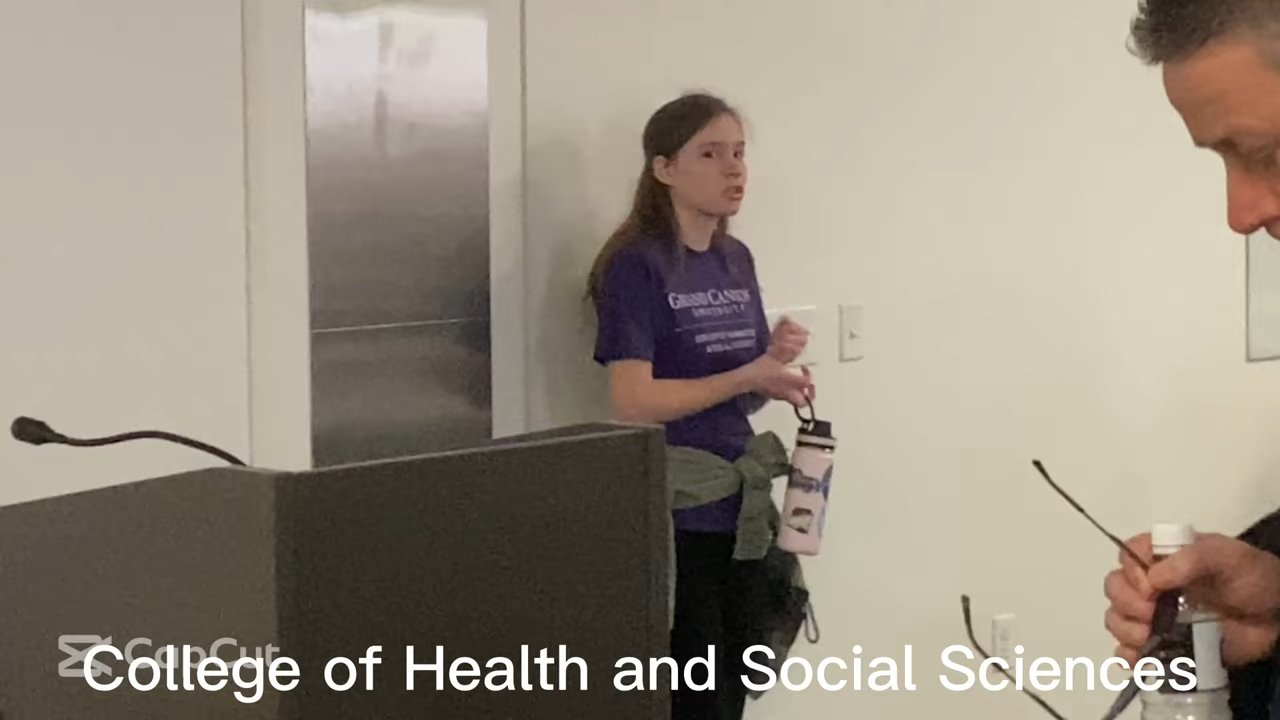 GRAND CANYON
UNIVERSITY
CapCut
College of Health and Social Sciences